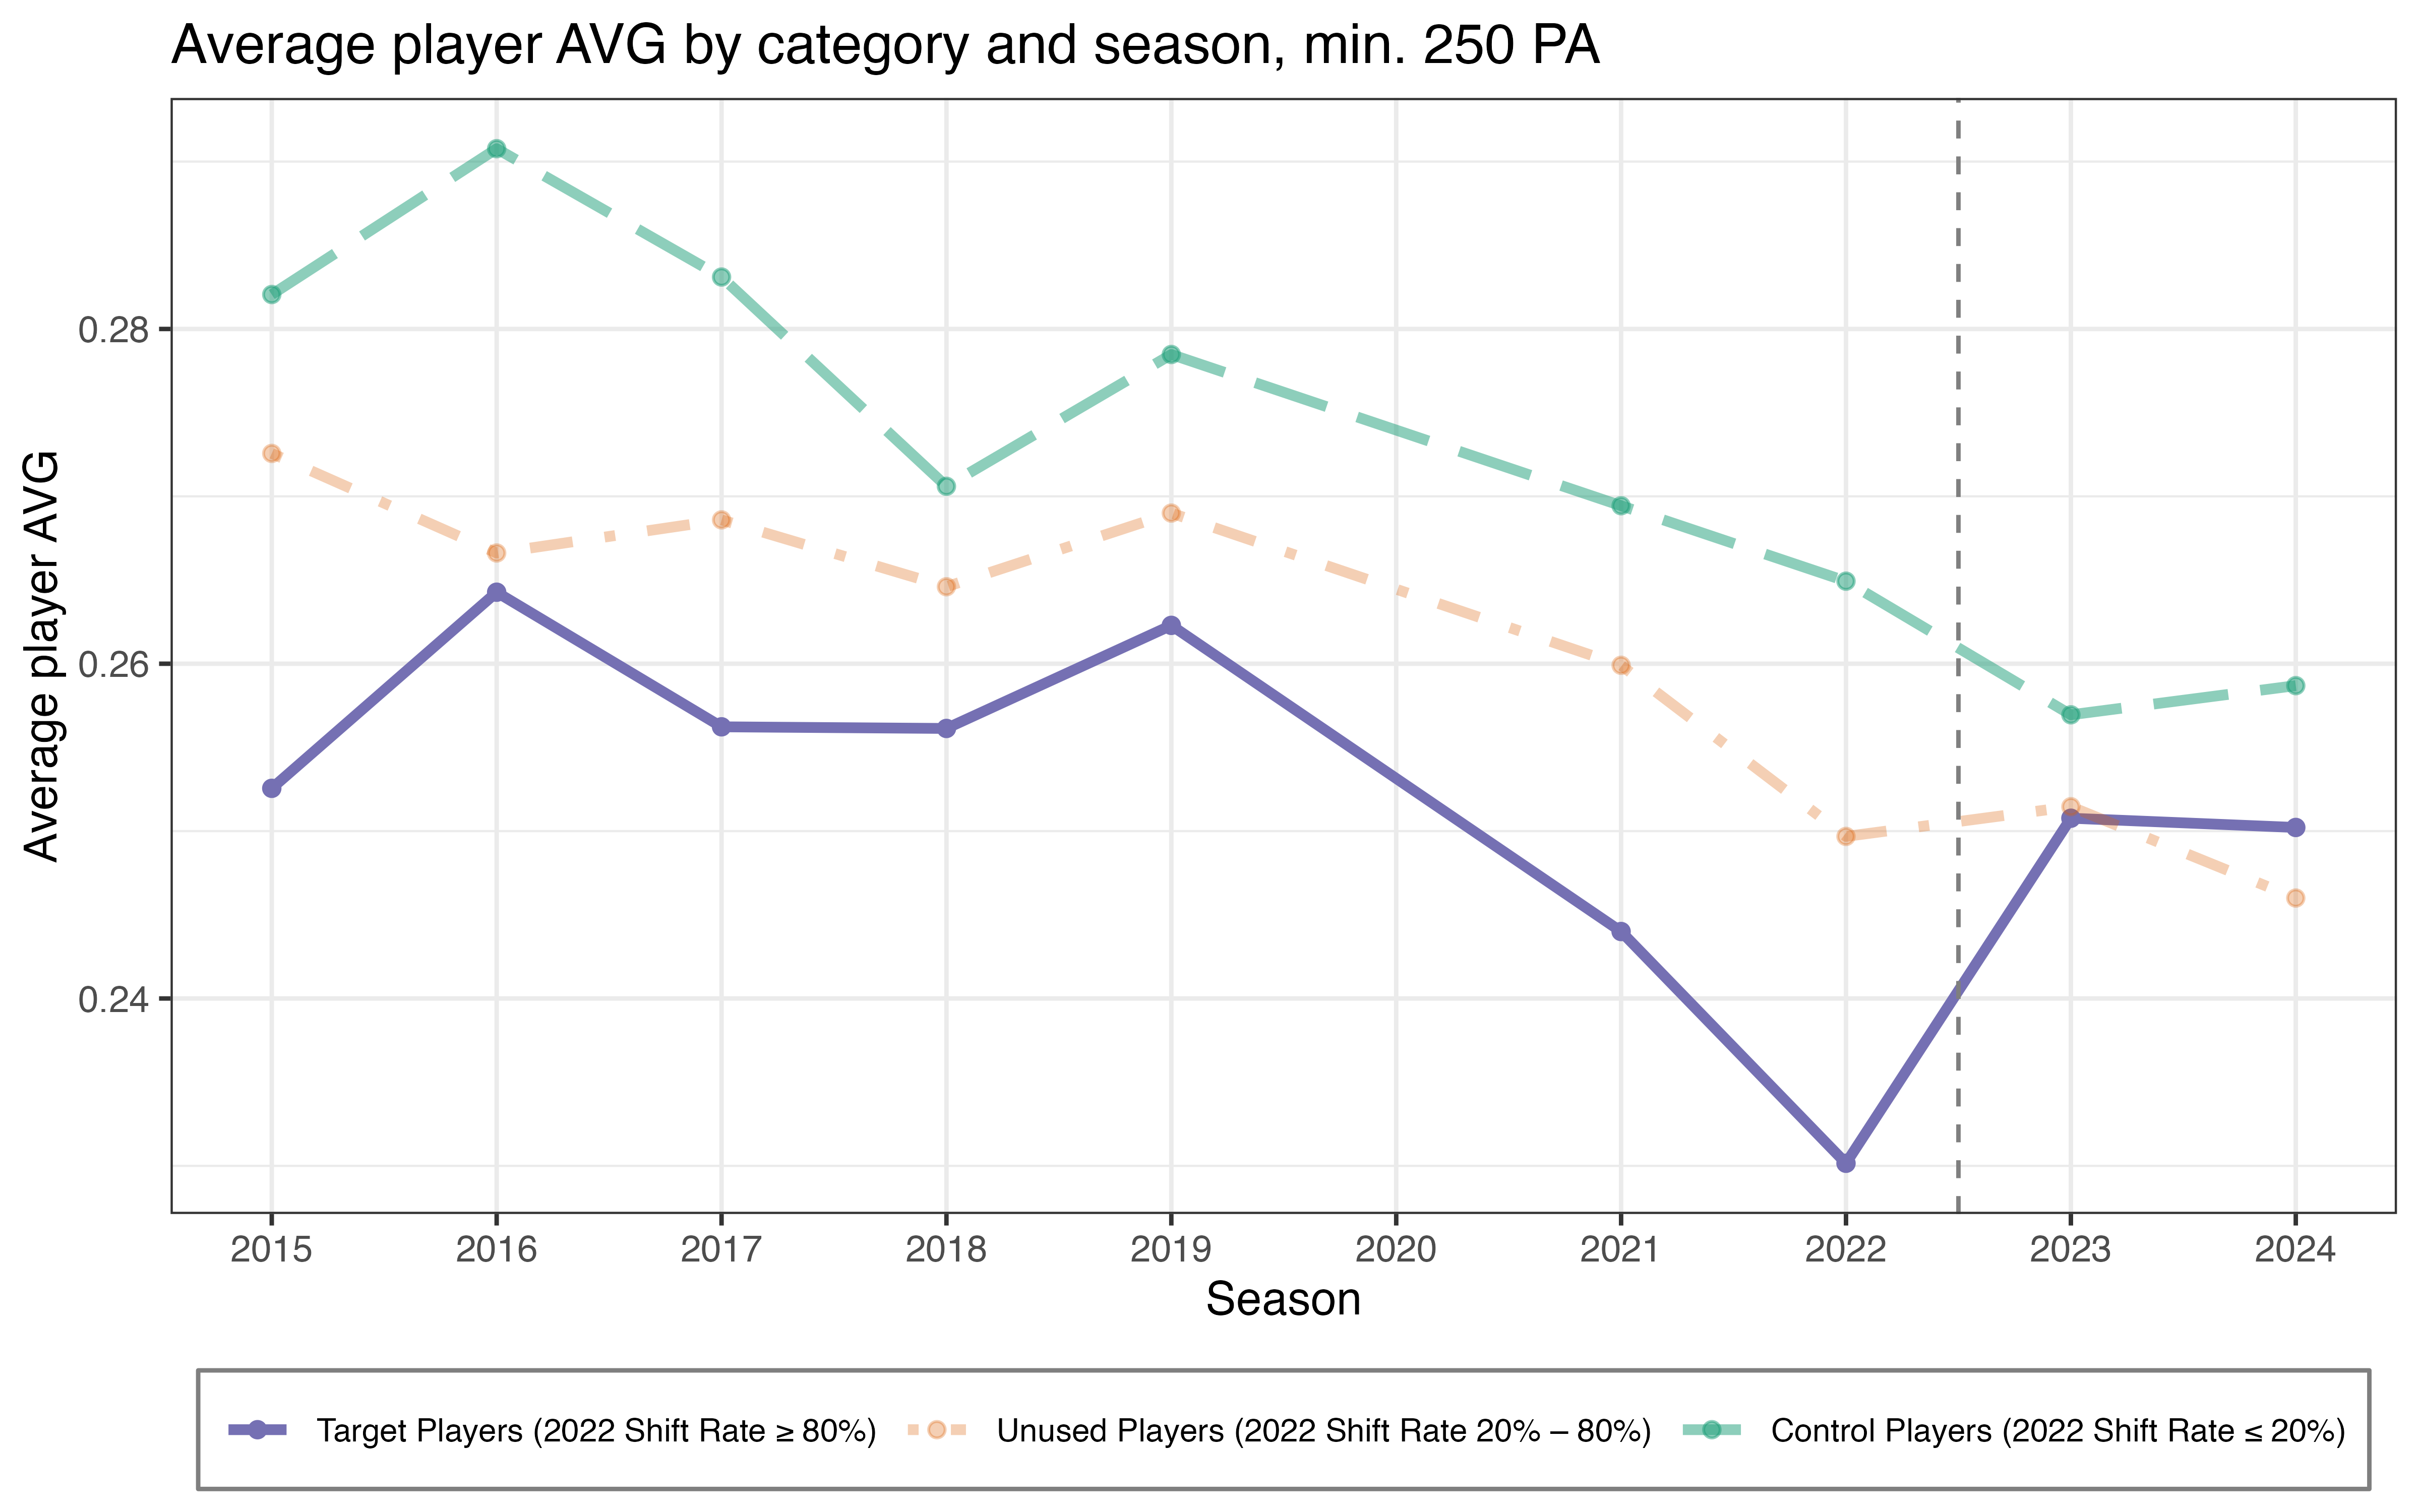 Average player AVG by category and season, min. 250 PA
Average player AVG
0.28
0.26
0.24
2015 2016 2017 2018 2019 2020 2021 2022 2023 2024
Season
Target Players (2022 Shift Rate ≥ 80%) Unused Players (2022 Shift Rate 20% – 80%) Control Players (2022 Shift Rate ≤ 20%)